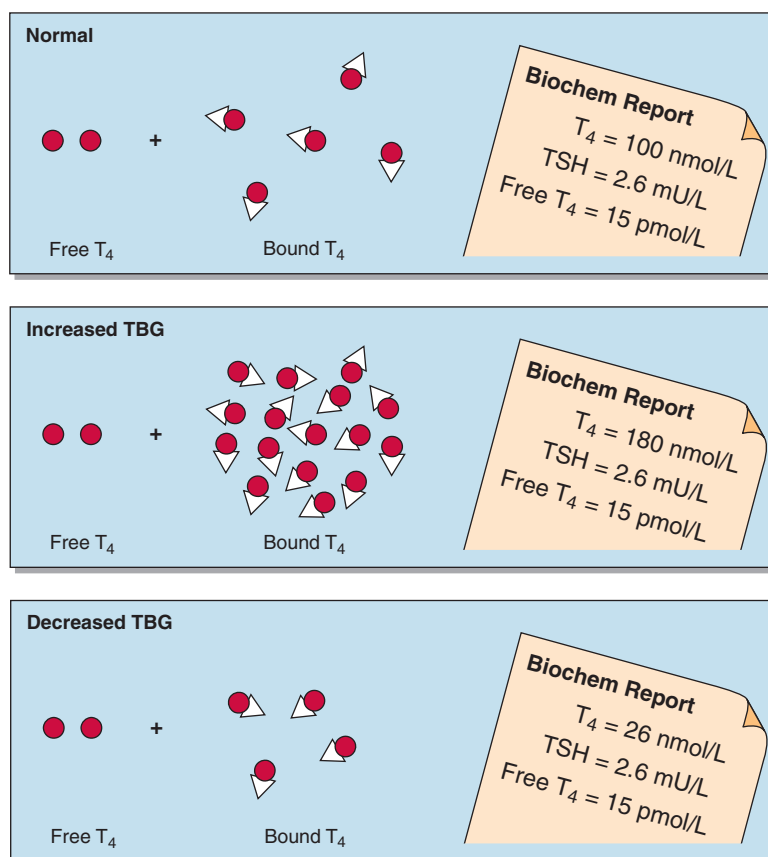 Normal
+
Free T₄
Bound T₄
Biochem Report
T₄ = 100 nmol/L
TSH = 2.6 mU/L
Free T₄ = 15 pmol/L
Increased TBG
+
Free T₄
Bound T₄
Biochem Report
T₄ = 180 nmol/L
TSH = 2.6 mU/L
Free T₄ = 15 pmol/L
Decreased TBG
+
Free T₄
Bound T₄
Biochem Report
T₄ = 26 nmol/L
TSH = 2.6 mU/L
Free T₄ = 15 pmol/L